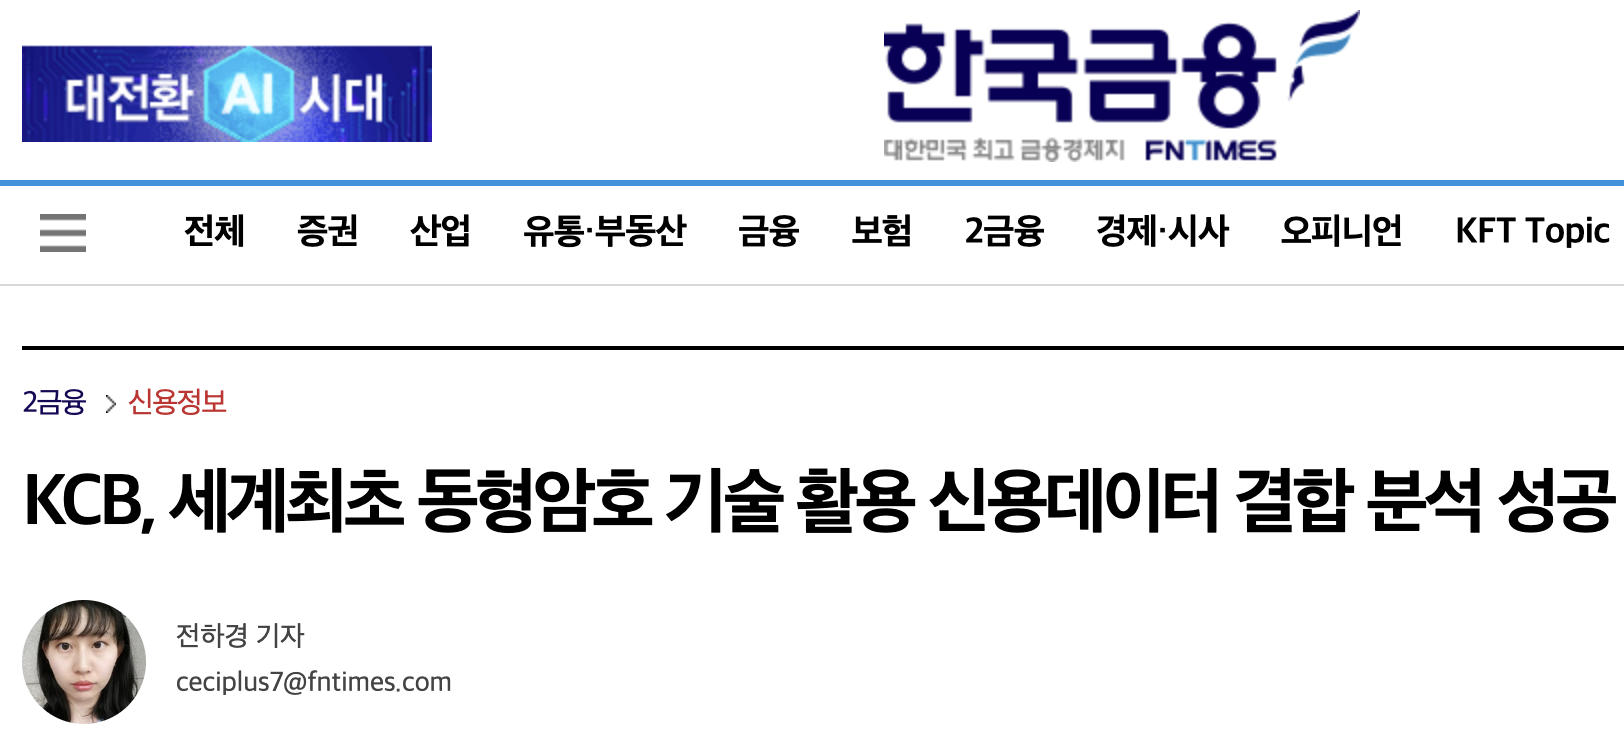 대전환 AI 시대
한국금융
대한민국 최고 금융경제지 FNTIMES
전체 증권 산업 유통·부동산 금융 보험 2금융 경제·시사 오피니언 KFT Topic
2금융 > 신용정보
KCB, 세계최초 동형암호 기술 활용 신용데이터 결합 분석 성공
전하경 기자
ceciplus7@fntimes.com